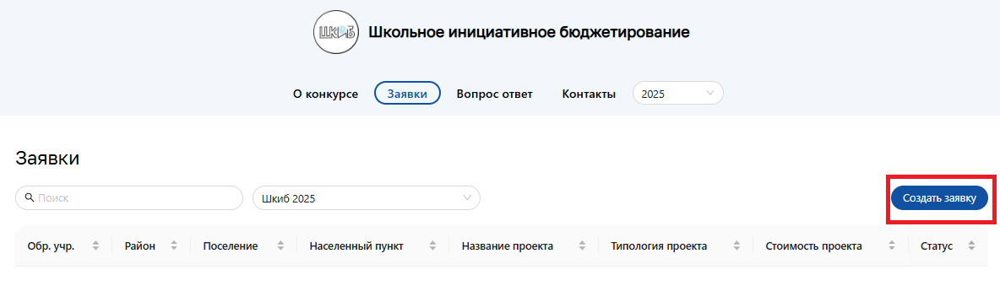 ШКИБ
Школьное инициативное бюджетирование
О конкурсе Заявки Вопрос ответ Контакты 2025
Заявки
Поиск Шкиб 2025 Создать заявку
Обр. учр. Район Поселение Населенный пункт Название проекта Типология проекта Стоимость проекта Статус